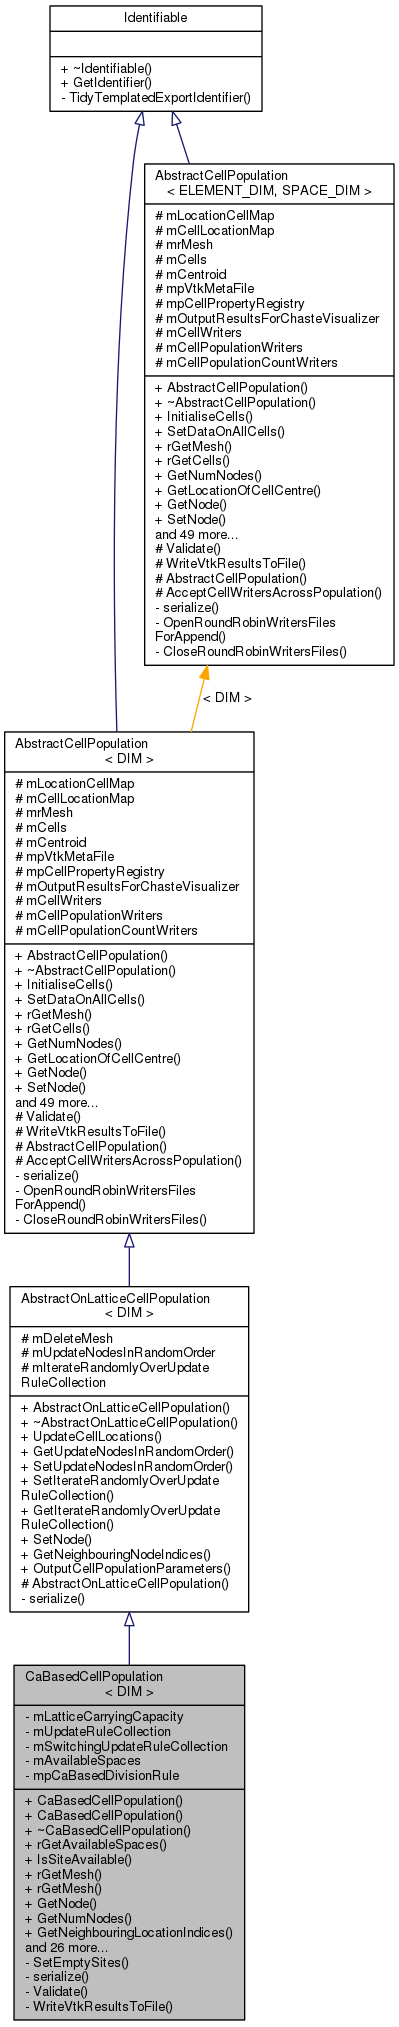 Identifiable
+ ~Identifiable()
+ GetIdentifier()
- TidyTemplatedExportIdentifier()
AbstractCellPopulation
< ELEMENT_DIM, SPACE_DIM >
# mLocationCellMap
# mCellLocationMap
# mrMesh
# mCells
# mCentroid
# mpVtkMetaFile
# mpCellPropertyRegistry
# mOutputResultsForChasteVisualizer
# mCellWriters
# mCellPopulationWriters
# mCellPopulationCountWriters
+ AbstractCellPopulation()
+ ~AbstractCellPopulation()
+ InitialiseCells()
+ SetDataOnAllCells()
+ rGetMesh()
+ rGetCells()
+ GetNumNodes()
+ GetLocationOfCellCentre()
+ GetNode()
+ SetNode()
and 49 more...
# Validate()
# WriteVtkResultsToFile()
# AbstractCellPopulation()
# AcceptCellWritersAcrossPopulation()
- serialize()
- OpenRoundRobinWritersFiles
ForAppend()
- CloseRoundRobinWritersFiles()
< DIM >
AbstractCellPopulation
< DIM >
# mLocationCellMap
# mCellLocationMap
# mrMesh
# mCells
# mCentroid
# mpVtkMetaFile
# mpCellPropertyRegistry
# mOutputResultsForChasteVisualizer
# mCellWriters
# mCellPopulationWriters
# mCellPopulationCountWriters
+ AbstractCellPopulation()
+ ~AbstractCellPopulation()
+ InitialiseCells()
+ SetDataOnAllCells()
+ rGetMesh()
+ rGetCells()
+ GetNumNodes()
+ GetLocationOfCellCentre()
+ GetNode()
+ SetNode()
and 49 more...
# Validate()
# WriteVtkResultsToFile()
# AbstractCellPopulation()
# AcceptCellWritersAcrossPopulation()
- serialize()
- OpenRoundRobinWritersFiles
ForAppend()
- CloseRoundRobinWritersFiles()
AbstractOnLatticeCellPopulation
< DIM >
# mDeleteMesh
# mUpdateNodesInRandomOrder
# mIterateRandomlyOverUpdate
RuleCollection
+ AbstractOnLatticeCellPopulation()
+ ~AbstractOnLatticeCellPopulation()
+ UpdateCellLocations()
+ GetUpdateNodesInRandomOrder()
+ SetUpdateNodesInRandomOrder()
+ SetIterateRandomlyOverUpdate
RuleCollection()
+ GetIterateRandomlyOverUpdate
RuleCollection()
+ SetNode()
+ GetNeighbouringNodeIndices()
+ OutputCellPopulationParameters()
# AbstractOnLatticeCellPopulation()
- serialize()
CaBasedCellPopulation
< DIM >
- mLatticeCarryingCapacity
- mUpdateRuleCollection
- mSwitchingUpdateRuleCollection
- mAvailableSpaces
- mpCaBasedDivisionRule
+ CaBasedCellPopulation()
+ CaBasedCellPopulation()
+ ~CaBasedCellPopulation()
+ rGetAvailableSpaces()
+ IsSiteAvailable()
+ rGetMesh()
+ rGetMesh()
+ GetNode()
+ GetNumNodes()
+ GetNeighbouringLocationIndices()
and 26 more...
- SetEmptySites()
- serialize()
- Validate()
- WriteVtkResultsToFile()